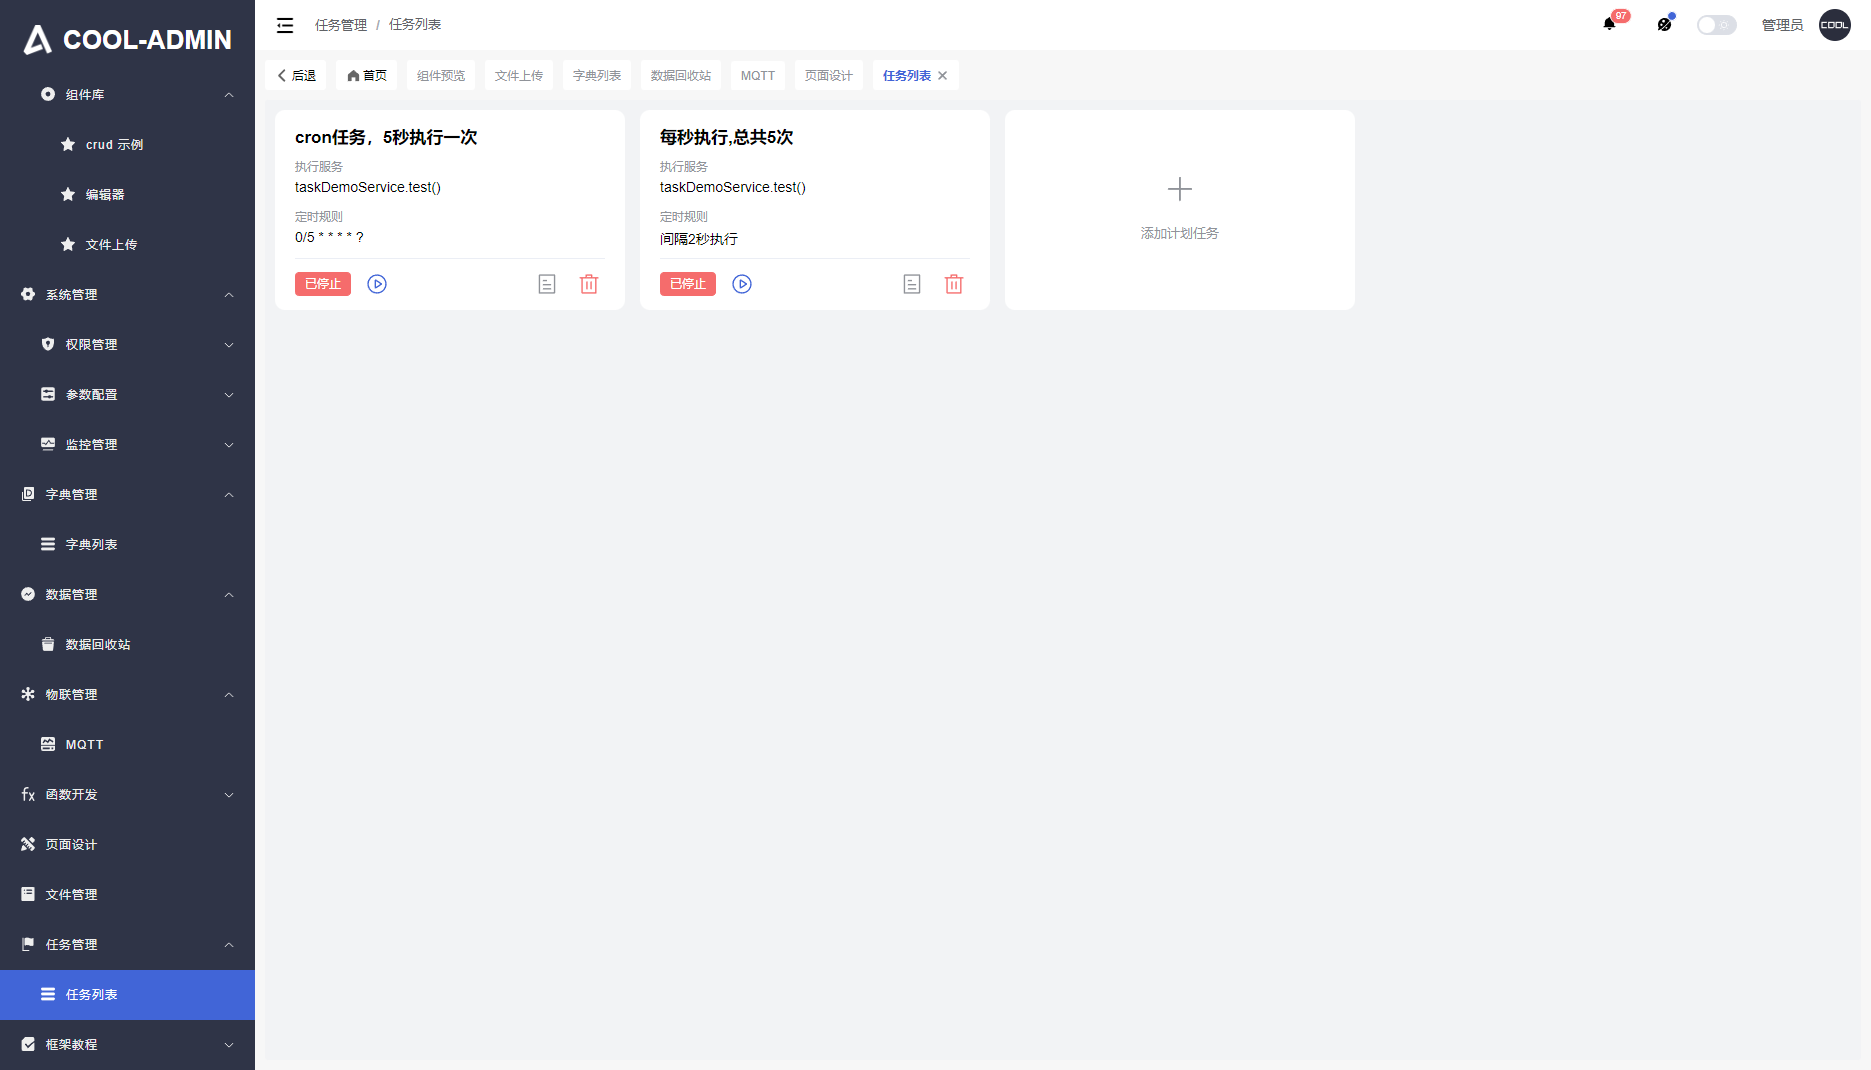 COOL-ADMIN
组件库
crud 示例
编辑器
文件上传
系统管理
权限管理
参数配置
监控管理
字典管理
字典列表
数据管理
数据回收站
物联管理
MQTT
函数开发
页面设计
文件管理
任务管理
任务列表
框架教程
任务管理 / 任务列表
97
管理员
COOL
后退
首页
组件预览
文件上传
字典列表
数据回收站
MQTT
页面设计
任务列表
cron任务，5秒执行一次
执行服务
taskDemoService.test()
定时规则
0/5 * * * * ?
已停止
每秒执行,总共5次
执行服务
taskDemoService.test()
定时规则
间隔2秒执行
已停止
添加计划任务